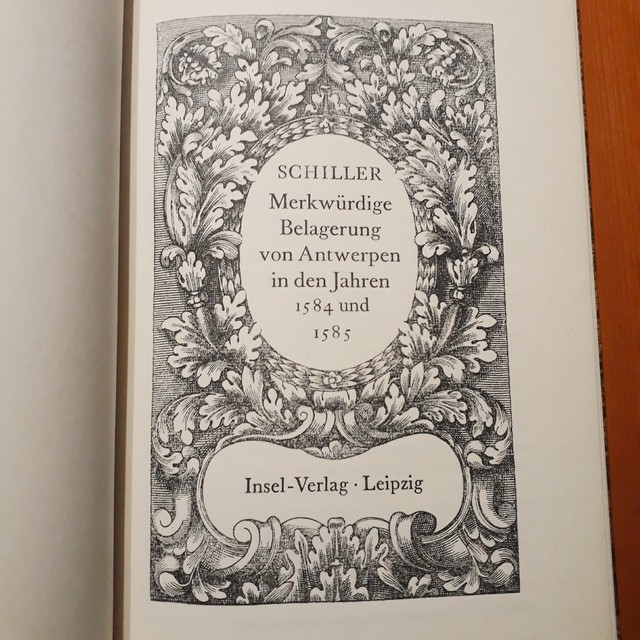 SCHILLER
Merkwürdige
Belagerung
von Antwerpen
in den Jahren
1584 und
1585
Insel-Verlag · Leipzig